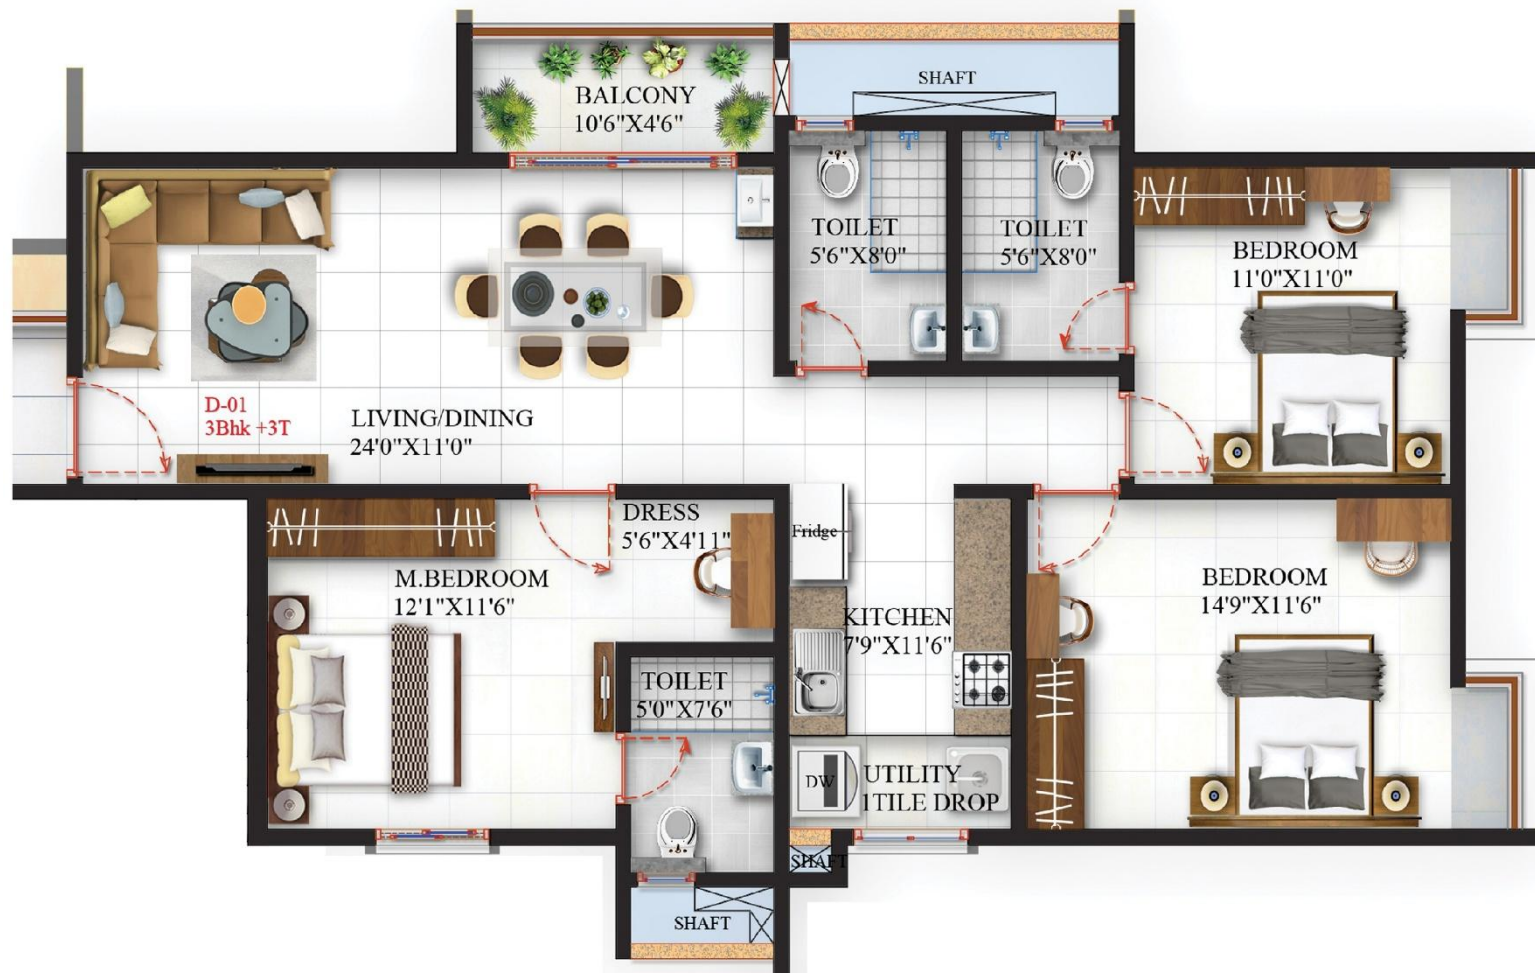 SHAFT
BALCONY
10'6"X4'6"
TOILET
5'6"X8'0"
TOILET
5'6"X8'0"
BEDROOM
11'0"X11'0"
D-01
3Bhk +3T
LIVING/DINING
24'0"X11'0"
DRESS
5'6"X4'11"
Fridge
M.BEDROOM
12'1"X11'6"
KITCHEN
7'9"X11'6"
BEDROOM
14'9"X11'6"
TOILET
5'0"X7'6"
DW
UTILITY
1TILE DROP
SHAFT
SHAFT